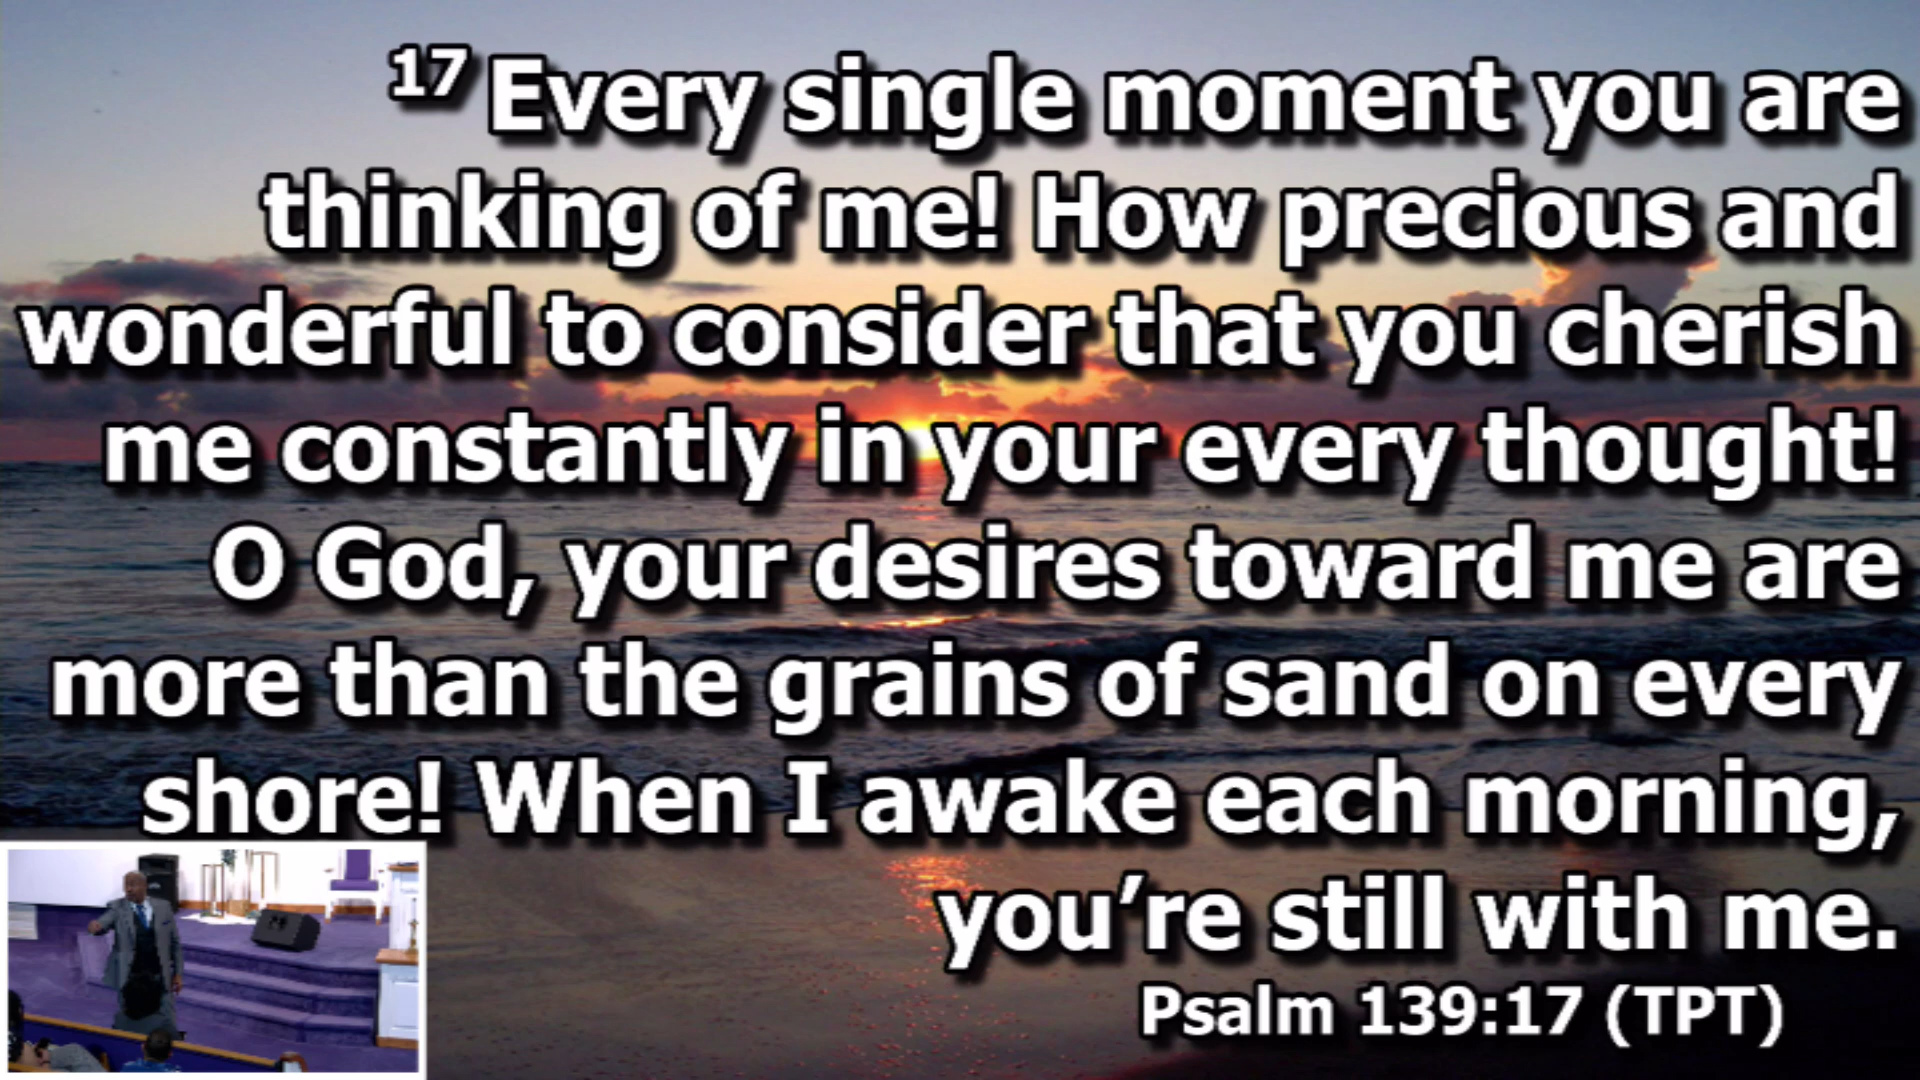 17 Every single moment you are
thinking of me! How precious and
wonderful to consider that you cherish
me constantly in your every thought!
O God, your desires toward me are
more than the grains of sand on every
shore! When I awake each morning,
you’re still with me.
Psalm 139:17 (TPT)